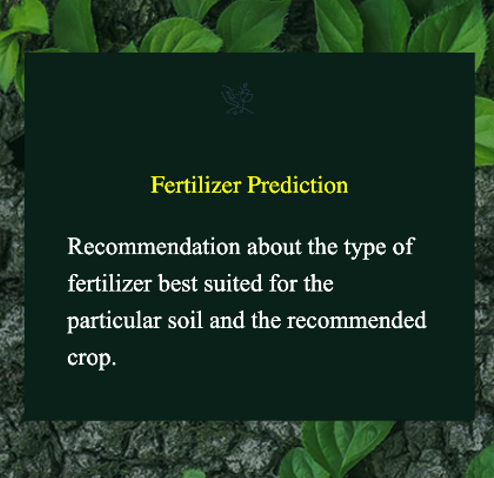 Fertilizer Prediction
Recommendation about the type of
fertilizer best suited for the
particular soil and the recommended
crop.